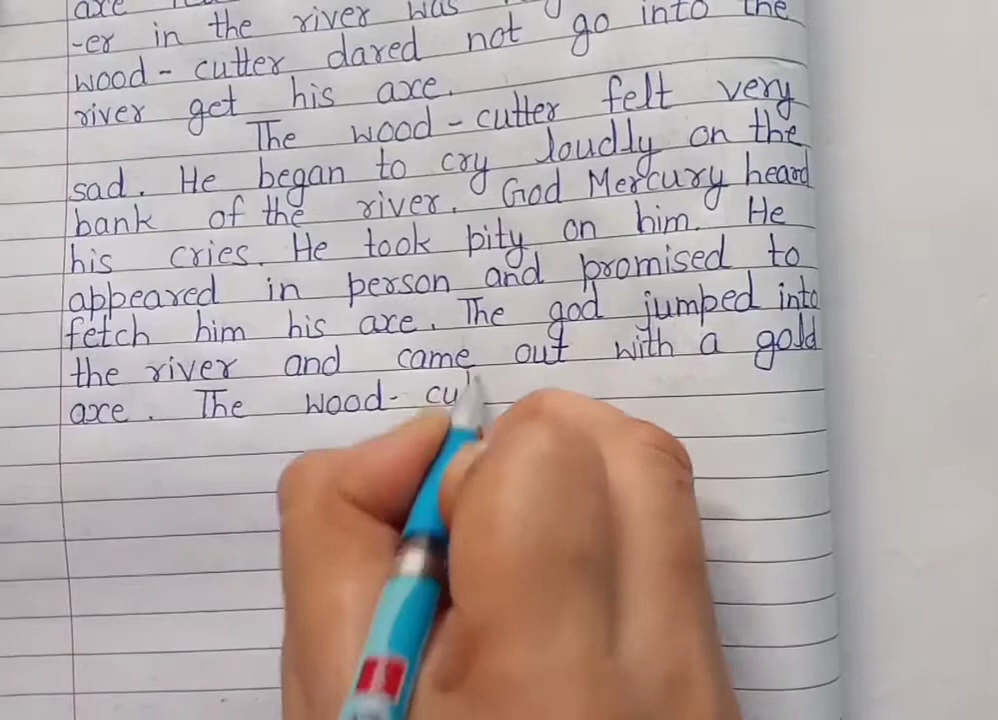 axe
-er in the river was
wood-cutter dared not go into the
river get his axe.
The wood-cutter felt very
sad. He began to cry loudly on the
bank of the river. God Mercury heard
his cries. He took pity on him. He
appeared in person and promised to
fetch him his axe. The god jumped into
the river and came out with a gold
axe. The wood-cu